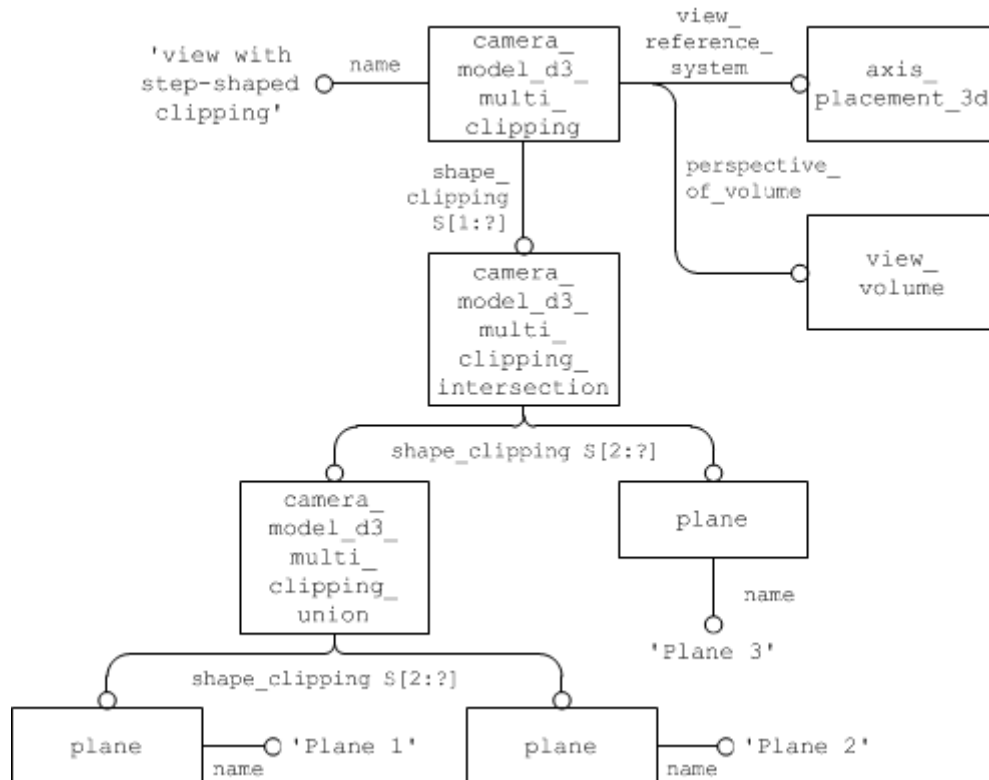 'view with
step-shaped
clipping'
name
camera_
model_d3_
multi_
clipping
view_
reference_
system
axis_
placement_3d
perspective_
of_volume
view_
volume
shape_
clipping
S[1:?]
camera_
model_d3_
multi_
clipping_
intersection
shape_clipping S[2:?]
camera_
model_d3_
multi_
clipping_
union
plane
name
'Plane 3'
shape_clipping S[2:?]
plane
name
'Plane 1'
plane
name
'Plane 2'